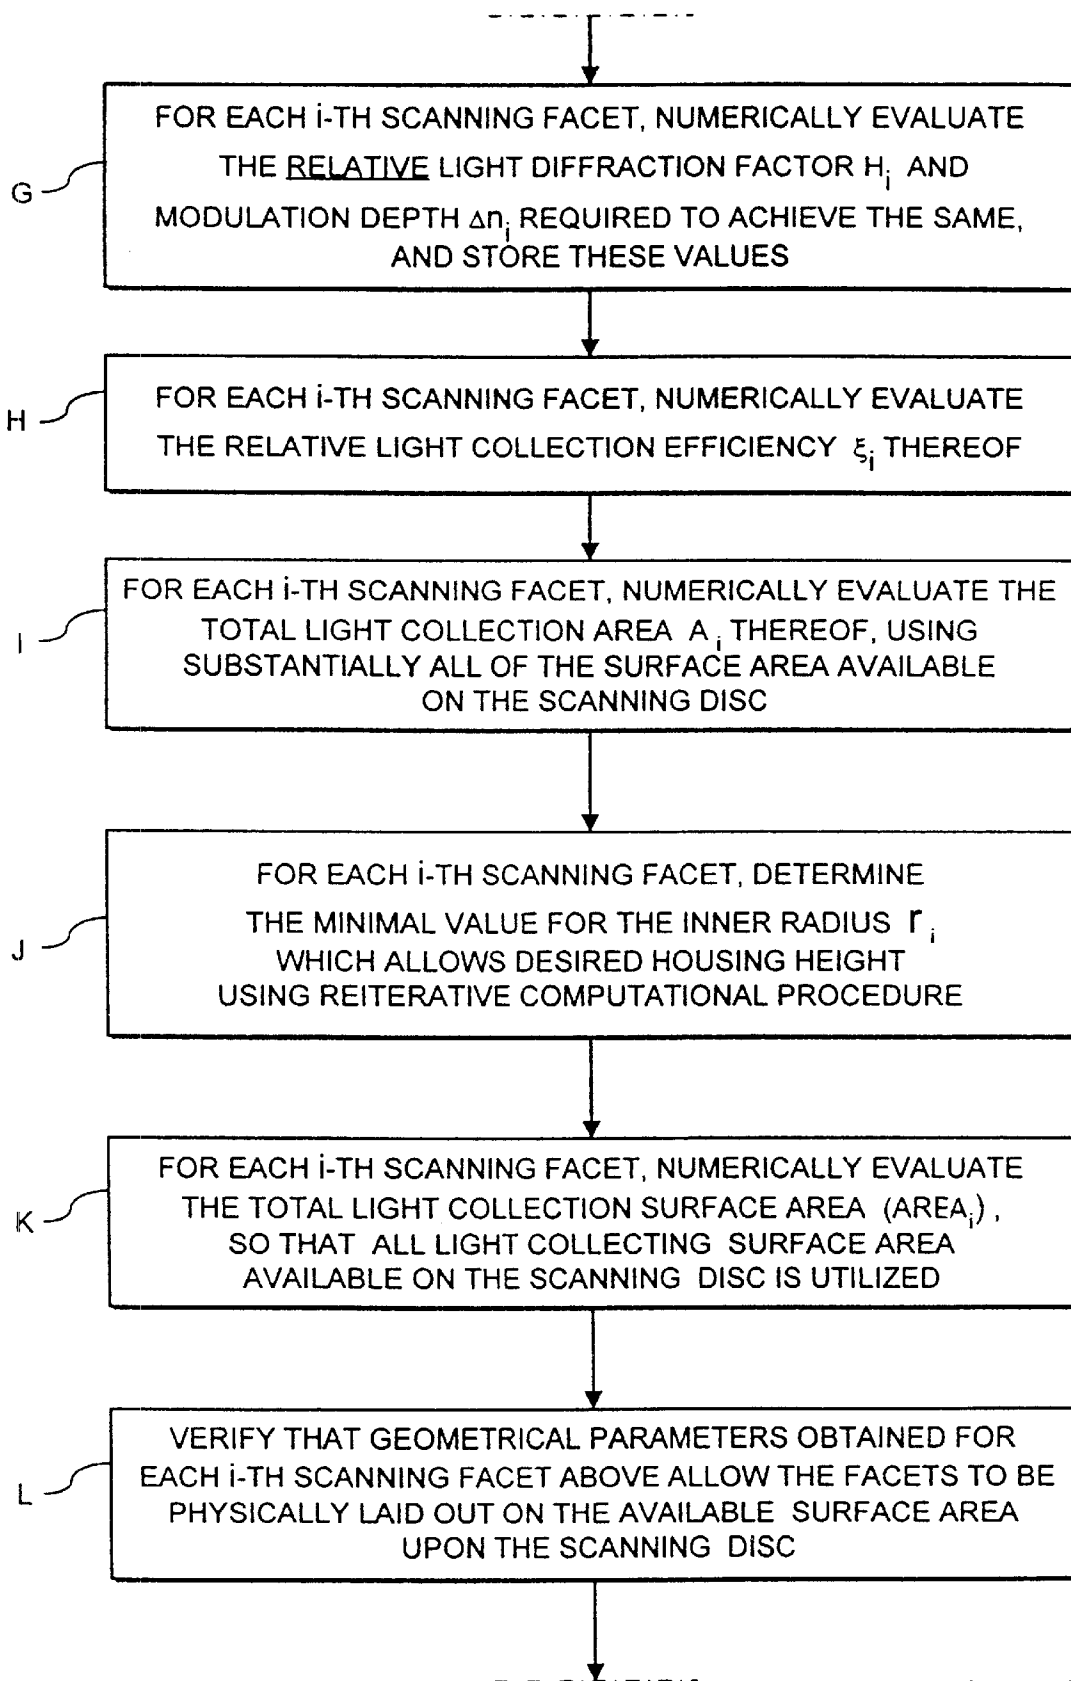 FOR EACH i-TH SCANNING FACET, NUMERICALLY EVALUATE
THE RELATIVE LIGHT DIFFRACTION FACTOR Hi AND
MODULATION DEPTH Δni REQUIRED TO ACHIEVE THE SAME,
AND STORE THESE VALUES
G
FOR EACH i-TH SCANNING FACET, NUMERICALLY EVALUATE
THE RELATIVE LIGHT COLLECTION EFFICIENCY ξi THEREOF
H
FOR EACH i-TH SCANNING FACET, NUMERICALLY EVALUATE THE
TOTAL LIGHT COLLECTION AREA Ai THEREOF, USING
SUBSTANTIALLY ALL OF THE SURFACE AREA AVAILABLE
ON THE SCANNING DISC
I
FOR EACH i-TH SCANNING FACET, DETERMINE
THE MINIMAL VALUE FOR THE INNER RADIUS ri
WHICH ALLOWS DESIRED HOUSING HEIGHT
USING REITERATIVE COMPUTATIONAL PROCEDURE
J
FOR EACH i-TH SCANNING FACET, NUMERICALLY EVALUATE
THE TOTAL LIGHT COLLECTION SURFACE AREA (AREAi),
SO THAT ALL LIGHT COLLECTING SURFACE AREA
AVAILABLE ON THE SCANNING DISC IS UTILIZED
K
VERIFY THAT GEOMETRICAL PARAMETERS OBTAINED FOR
EACH i-TH SCANNING FACET ABOVE ALLOW THE FACETS TO BE
PHYSICALLY LAID OUT ON THE AVAILABLE SURFACE AREA
UPON THE SCANNING DISC
L